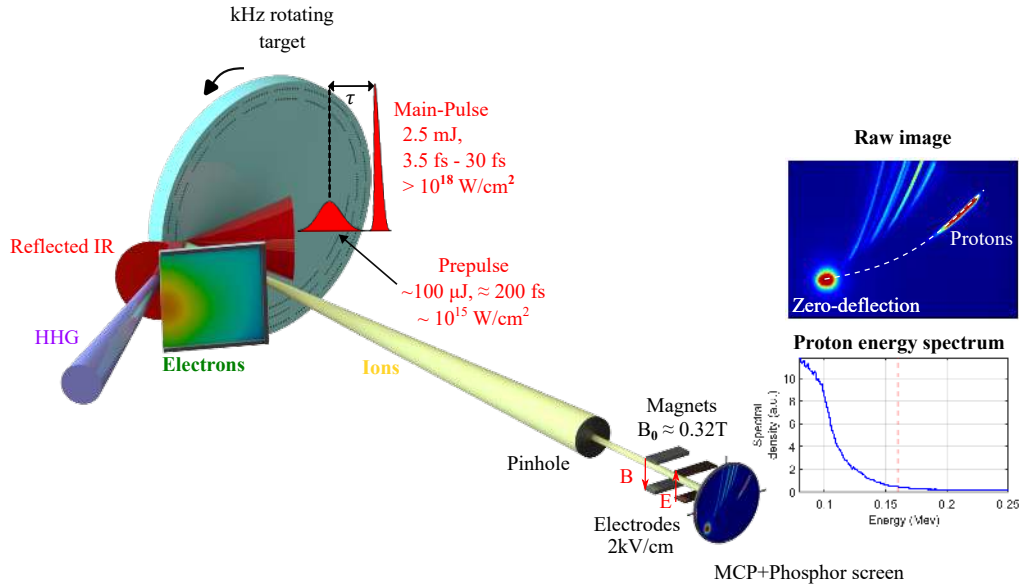 kHz rotating
target
τ
Main-Pulse
2.5 mJ,
3.5 fs - 30 fs
> 10¹⁸ W/cm²
Reflected IR
Prepulse
~100 μJ, ≈ 200 fs
~ 10¹⁵ W/cm²
HHG
Electrons
Ions
Pinhole
Magnets
B₀ ≈ 0.32T
B
E
Electrodes
2kV/cm
MCP+Phosphor screen
Raw image
Protons
Zero-deflection
Proton energy spectrum
Spectral
density (a.u.)
10
8
6
4
2
0
0.1
0.15
0.2
0.25
Energy (Mev)